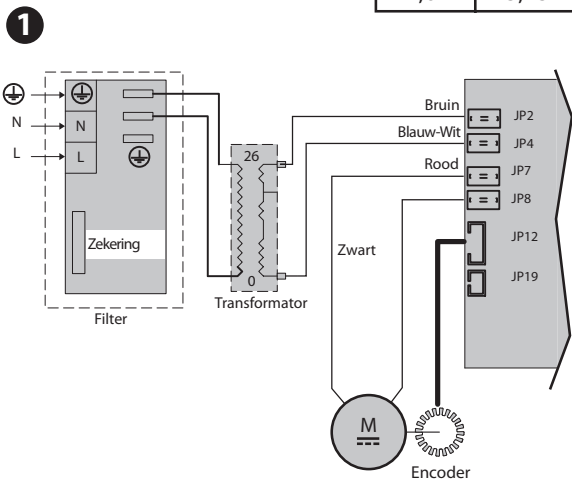 1
Bruin
JP2
N
N
Blauw-Wit
JP4
L
L
26
Rood
JP7
JP8
Zekering
Zwart
JP12
0
JP19
Transformator
Filter
M
Encoder